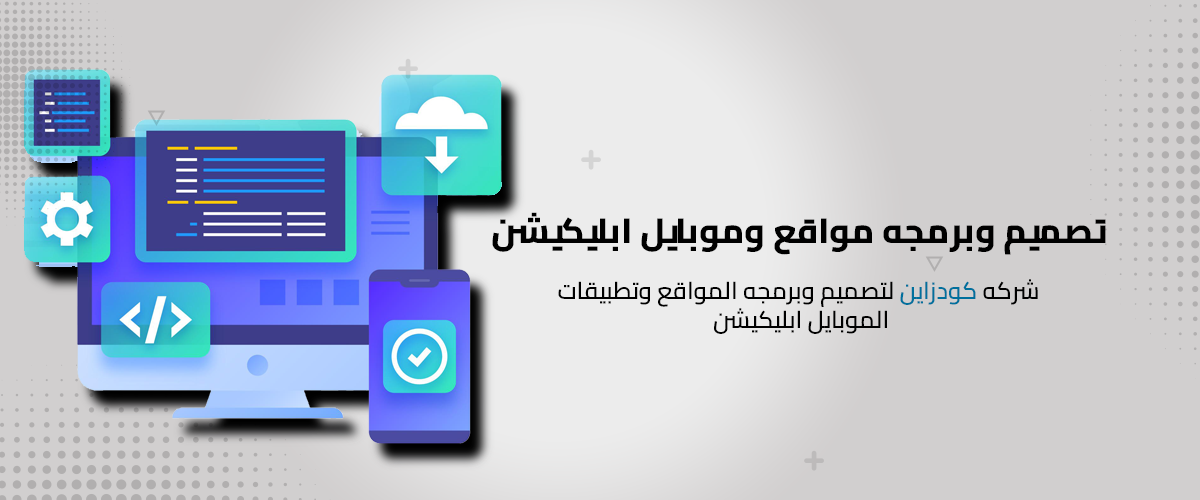 تصميم وبرمجه مواقع وموبايل ابليكيشن
شركه كودزاين لتصميم وبرمجه المواقع وتطبيقات
الموبايل ابليكيشن